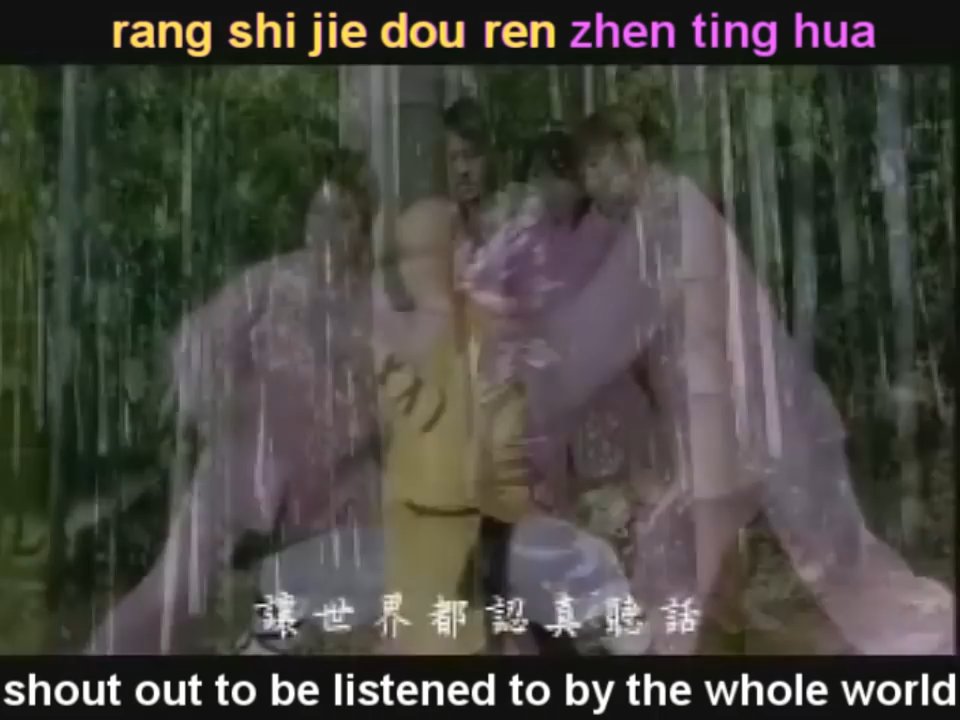 rang shi jie dou ren zhen ting hua
讓世界都認真聽話
shout out to be listened to by the whole world